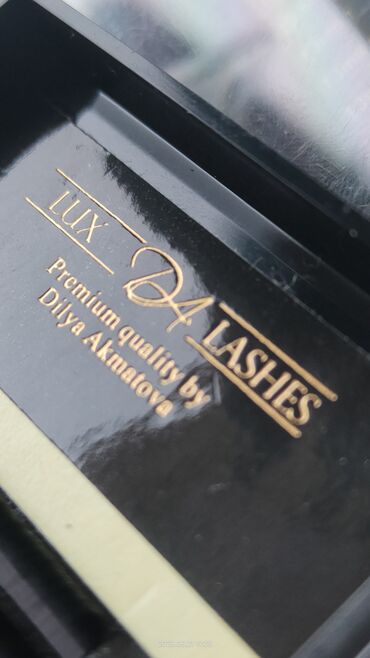 LUX DA LASHES
Premium quality by
Dilya Akmatova